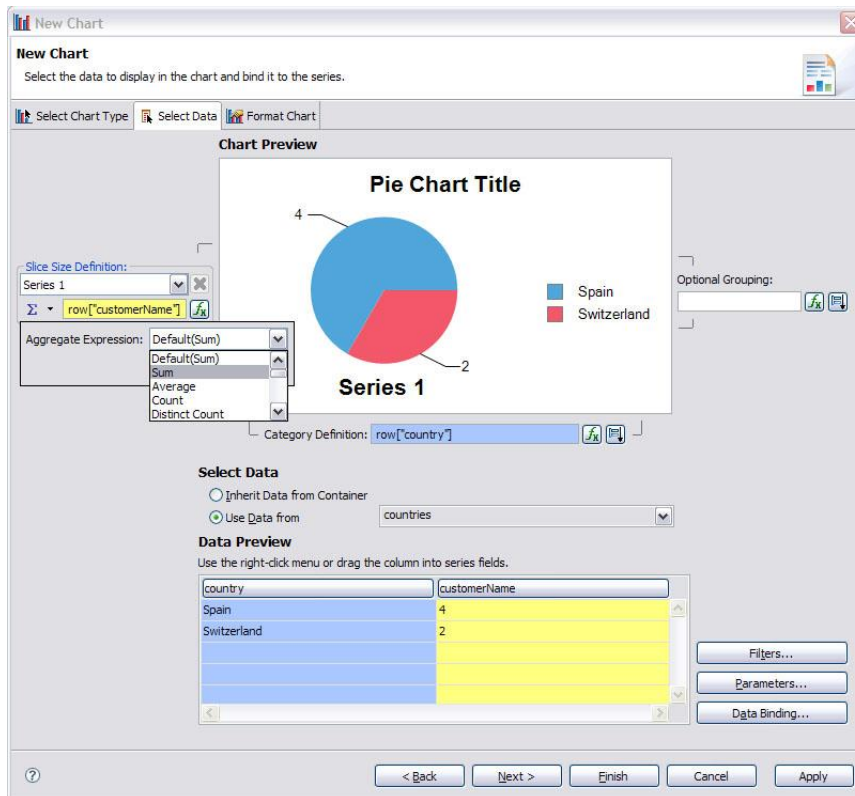 New Chart
New Chart
Select the data to display in the chart and bind it to the series.
Select Chart Type Select Data Format Chart
Chart Preview
Pie Chart Title
4
Spain
Switzerland
2
Series 1
Slice Size Definition:
Series 1
Σ row["customerName"] fx
Aggregate Expression: Default(Sum)
Default(Sum)
Sum
Average
Count
Distinct Count
Optional Grouping:
fx
Category Definition: row["country"] fx
Select Data
Inherit Data from Container
Use Data from countries
Data Preview
Use the right-click menu or drag the column into series fields.
country customerName
Spain 4
Switzerland 2
Filters...
Parameters...
Data Binding...
? < Back Next > Finish Cancel Apply